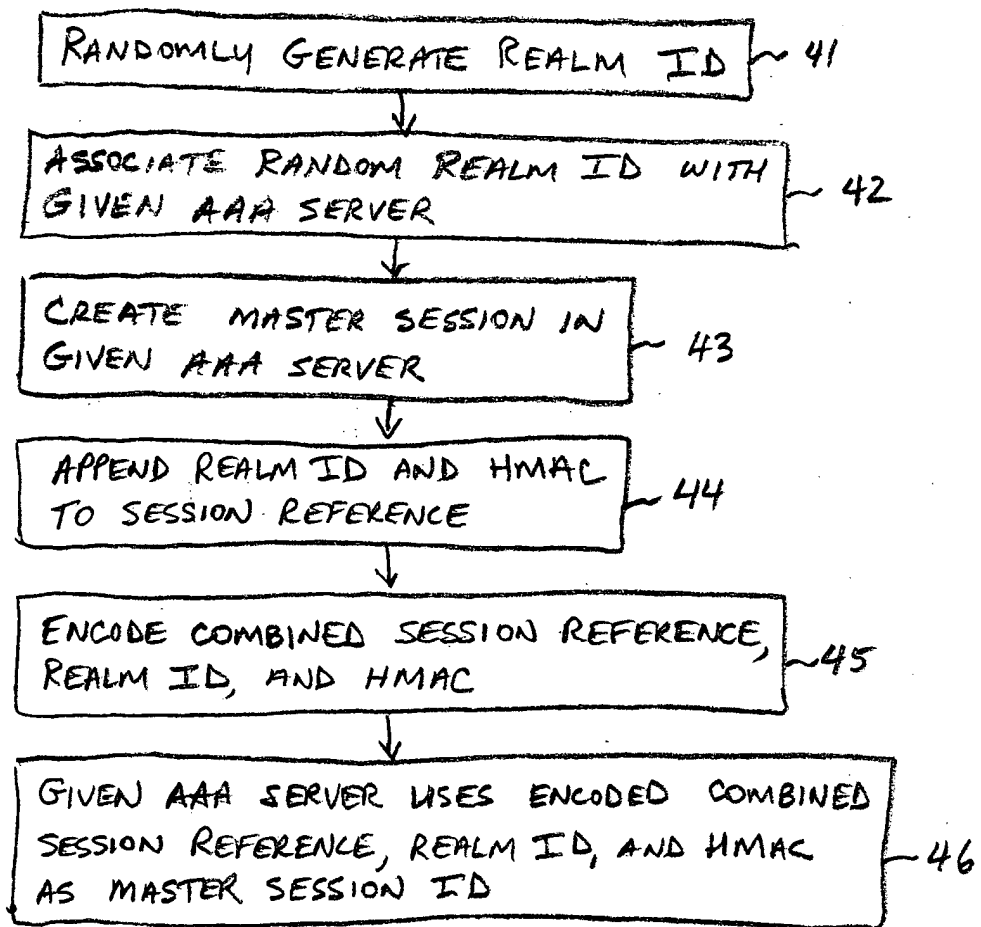 RANDOMLY GENERATE REALM ID
41
ASSOCIATE RANDOM REALM ID WITH
GIVEN AAA SERVER
42
CREATE MASTER SESSION IN
GIVEN AAA SERVER
43
APPEND REALM ID AND HMAC
TO SESSION REFERENCE
44
ENCODE COMBINED SESSION REFERENCE,
REALM ID, AND HMAC
45
GIVEN AAA SERVER USES ENCODED COMBINED
SESSION REFERENCE, REALM ID, AND HMAC
AS MASTER SESSION ID
46